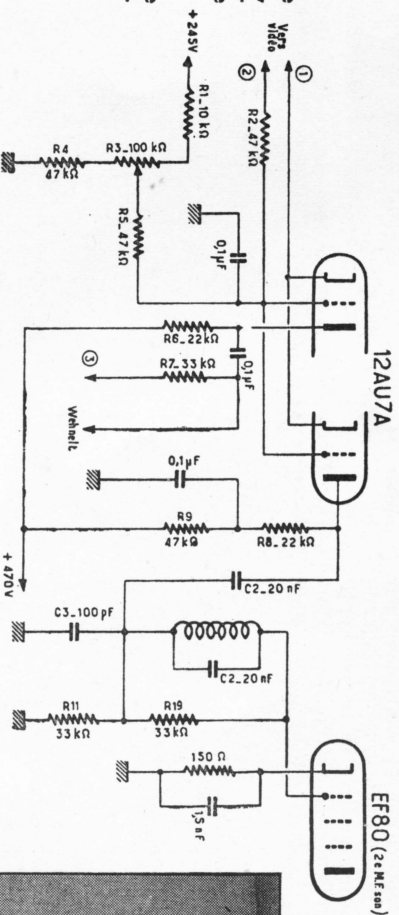 12AU7A
EF80 (2e M.F. son)
Vers
vidéo
1
2
+ 245V
R1_10 kΩ
R2_47 kΩ
R3_100 kΩ
R4
47 kΩ
R5_47 kΩ
0,1µF
R6_22 kΩ
0,1µF
R7_33 kΩ
3
Wehnelt
0,1µF
R9
47 kΩ
R8_22 kΩ
+ 470 V
C2_20 nF
C3_100 pF
C2_20 nF
R11
33 kΩ
R19
33 kΩ
150 Ω
1,5 nF